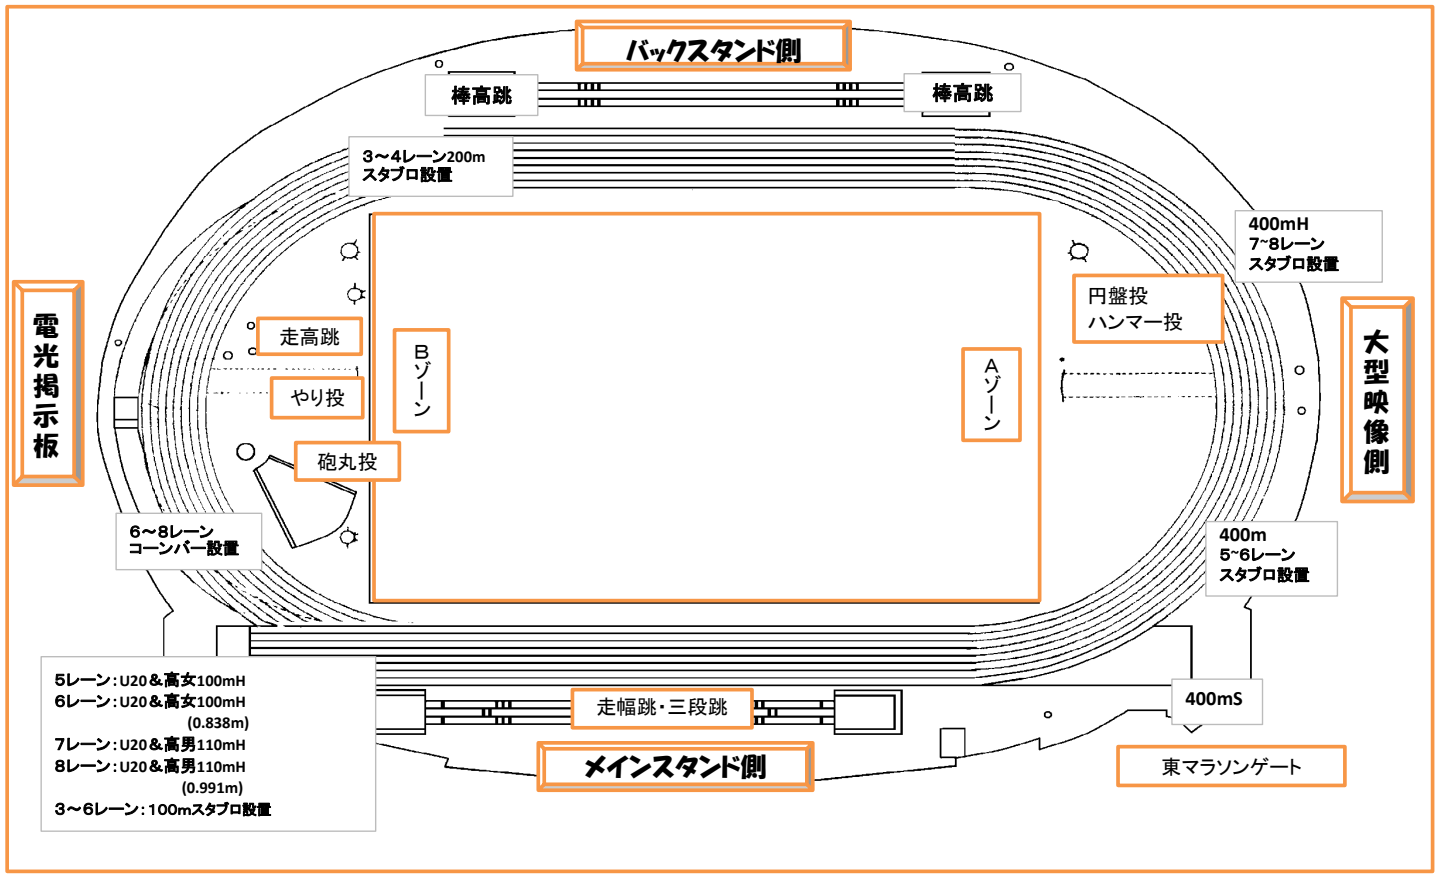 バックスタンド側
棒高跳
棒高跳
3～4レーン200m
スタブロ設置
400mH
7~8レーン
スタブロ設置
円盤投
ハンマー投
電光掲示板
走高跳
Bゾーン
Aゾーン
大型映像側
やり投
砲丸投
6～8レーン
コーンバー設置
400m
5~6レーン
スタブロ設置
5レーン：U20＆高女100mH
6レーン：U20＆高女100mH
(0.838m)
7レーン：U20＆高男110mH
8レーン：U20＆高男110mH
(0.991m)
3～6レーン：100mスタブロ設置
走幅跳・三段跳
400mS
メインスタンド側
東マラソンゲート